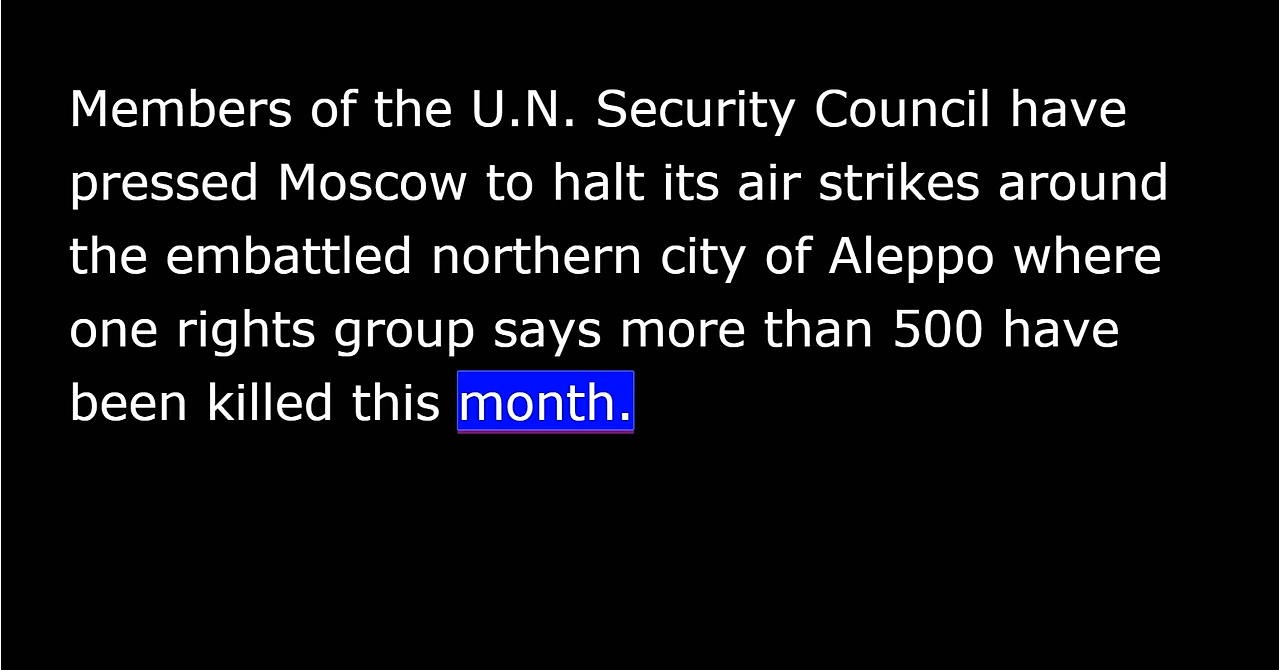 Members of the U.N. Security Council have
pressed Moscow to halt its air strikes around
the embattled northern city of Aleppo where
one rights group says more than 500 have
been killed this month.